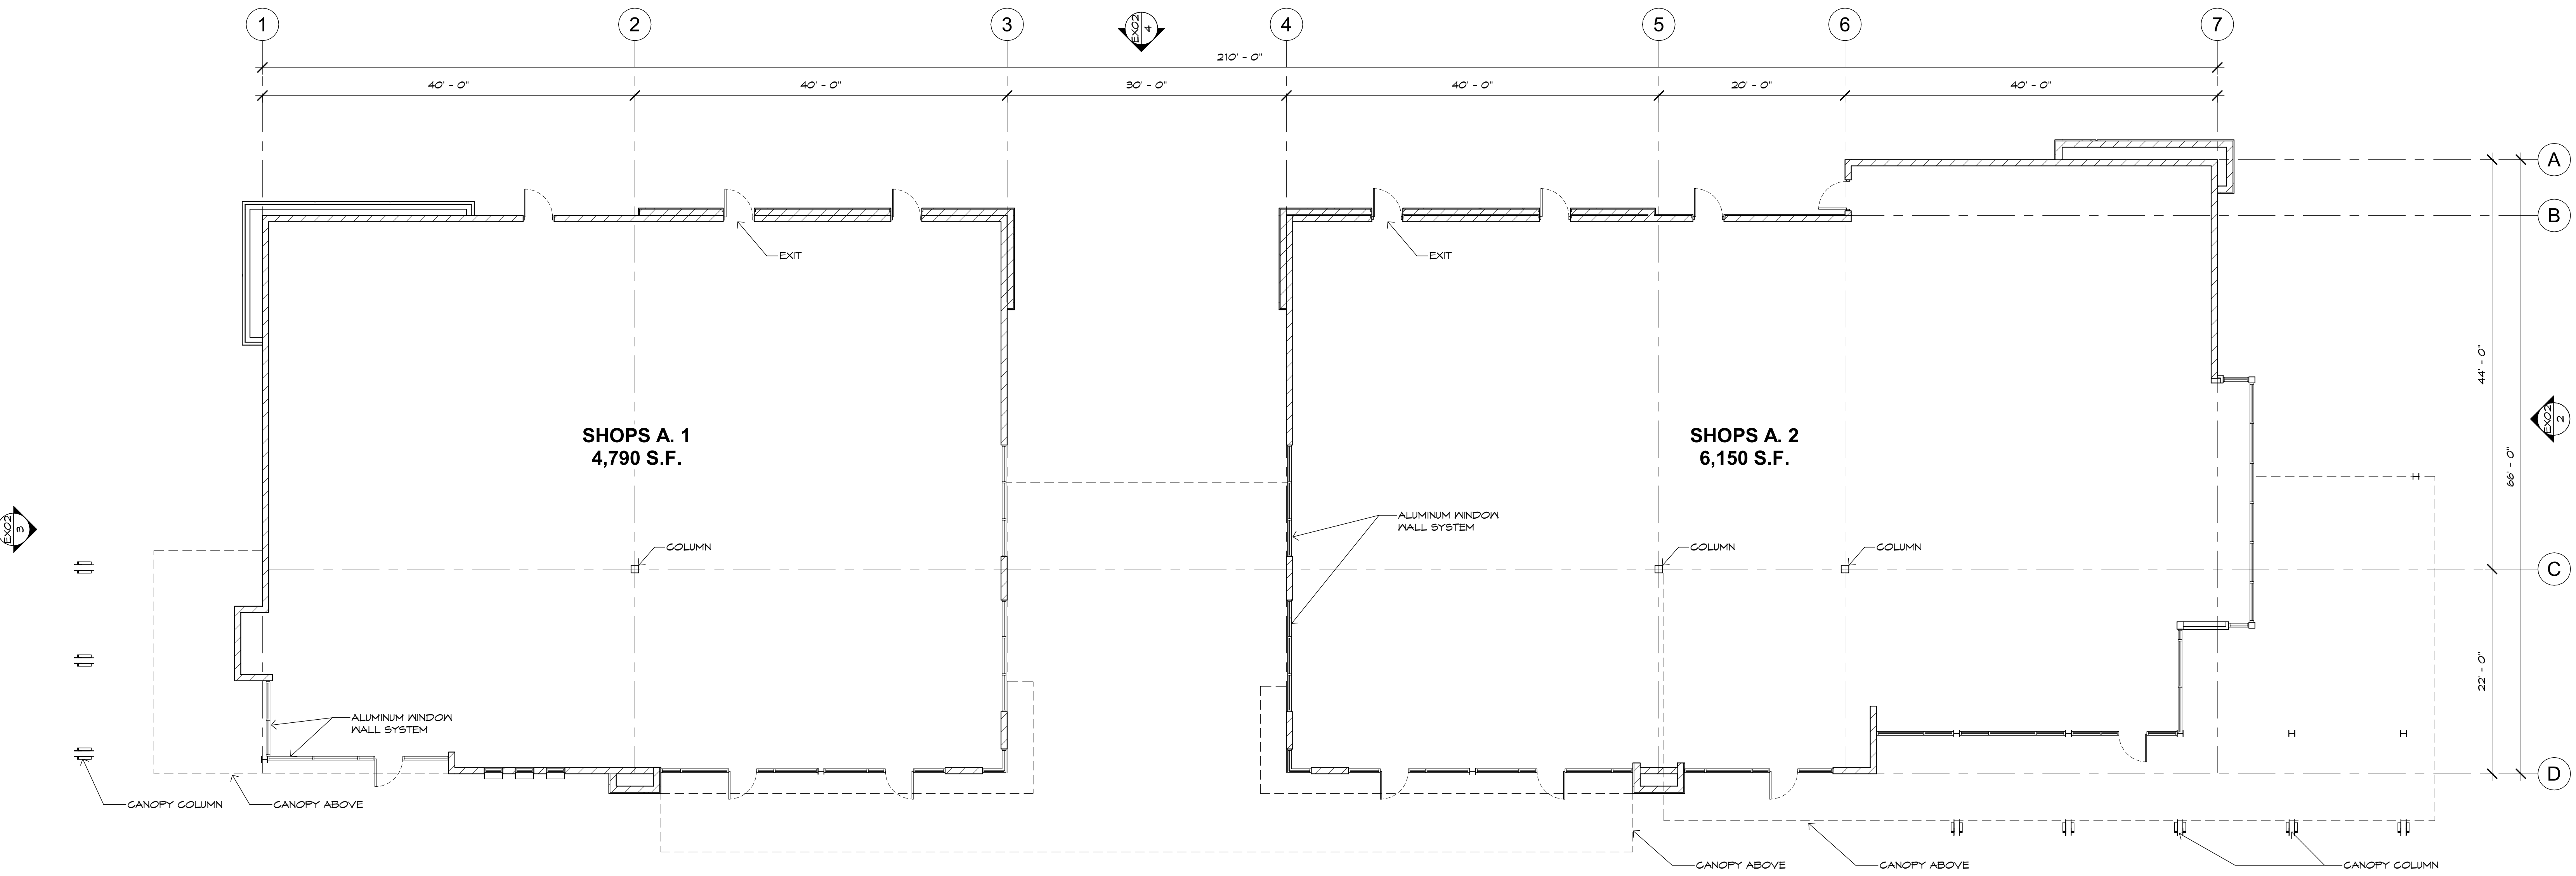 1
2
3
4
5
6
7
EX02
4
210' - 0"
40' - 0"
40' - 0"
30' - 0"
40' - 0"
20' - 0"
40' - 0"
A
B
EXIT
EXIT
44' - 0"
66' - 0"
EX02
2
SHOPS A. 1
4,790 S.F.
SHOPS A. 2
6,150 S.F.
EX02
3
ALUMINUM WINDOW
WALL SYSTEM
COLUMN
COLUMN
COLUMN
C
22' - 0"
ALUMINUM WINDOW
WALL SYSTEM
D
CANOPY COLUMN
CANOPY ABOVE
CANOPY ABOVE
CANOPY ABOVE
CANOPY COLUMN